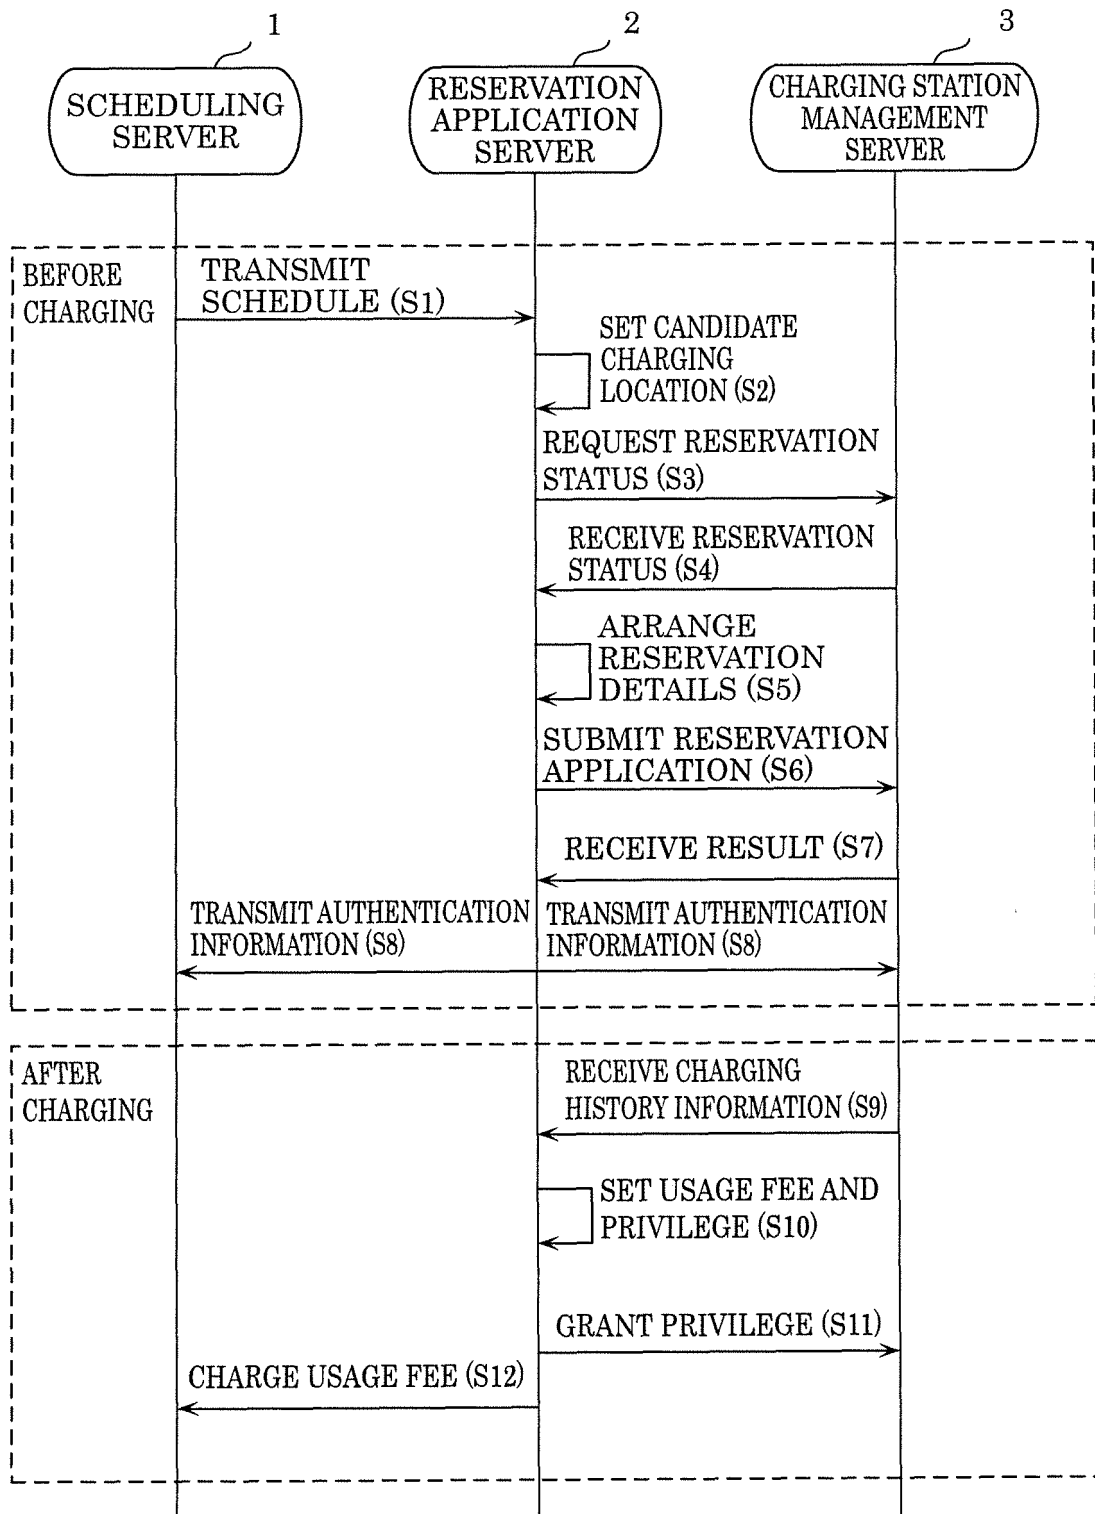 1
2
3
SCHEDULING
SERVER
RESERVATION
APPLICATION
SERVER
CHARGING STATION
MANAGEMENT
SERVER
BEFORE
CHARGING
TRANSMIT
SCHEDULE (S1)
SET CANDIDATE
CHARGING
LOCATION (S2)
REQUEST RESERVATION
STATUS (S3)
RECEIVE RESERVATION
STATUS (S4)
ARRANGE
RESERVATION
DETAILS (S5)
SUBMIT RESERVATION
APPLICATION (S6)
RECEIVE RESULT (S7)
TRANSMIT AUTHENTICATION
INFORMATION (S8)
TRANSMIT AUTHENTICATION
INFORMATION (S8)
AFTER
CHARGING
RECEIVE CHARGING
HISTORY INFORMATION (S9)
SET USAGE FEE AND
PRIVILEGE (S10)
GRANT PRIVILEGE (S11)
CHARGE USAGE FEE (S12)